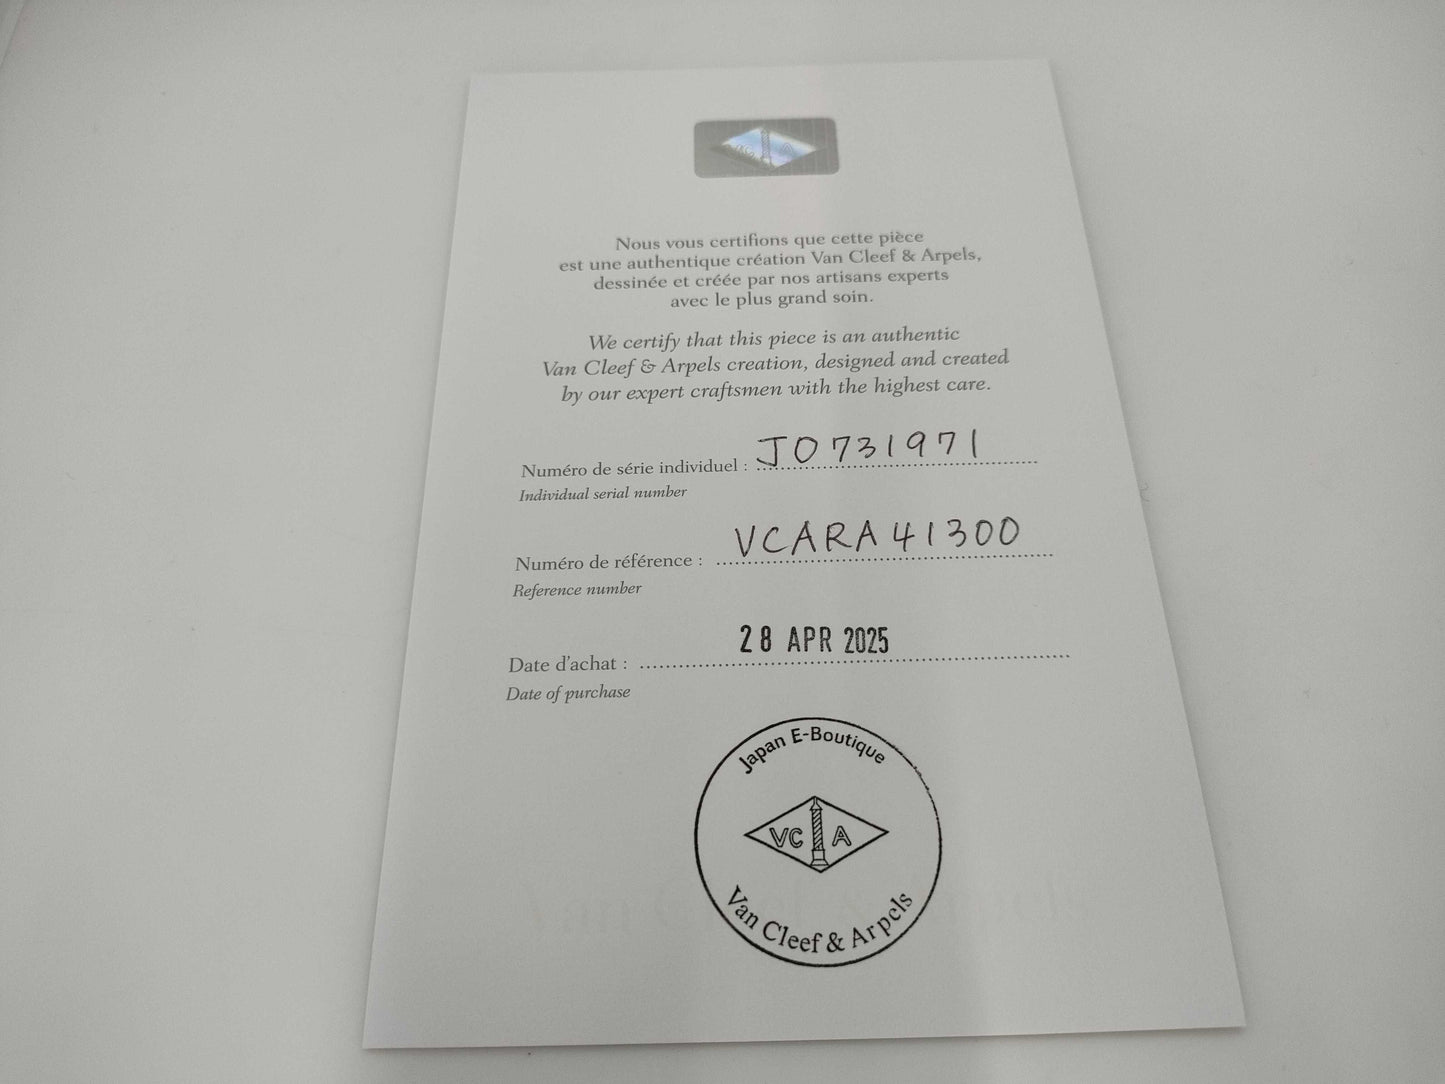 VC A
Nous vous certifions que cette pièce
est une authentique création Van Cleef & Arpels,
dessinée et créée par nos artisans experts
avec le plus grand soin.
We certify that this piece is an authentic
Van Cleef & Arpels creation, designed and created
by our expert craftsmen with the highest care.
Numéro de série individuel : JO731971
Individual serial number
Numéro de référence : VCARA41300
Reference number
Date d'achat : 28 APR 2025
Date of purchase
Japan E-Boutique
VC A
Van Cleef & Arpels